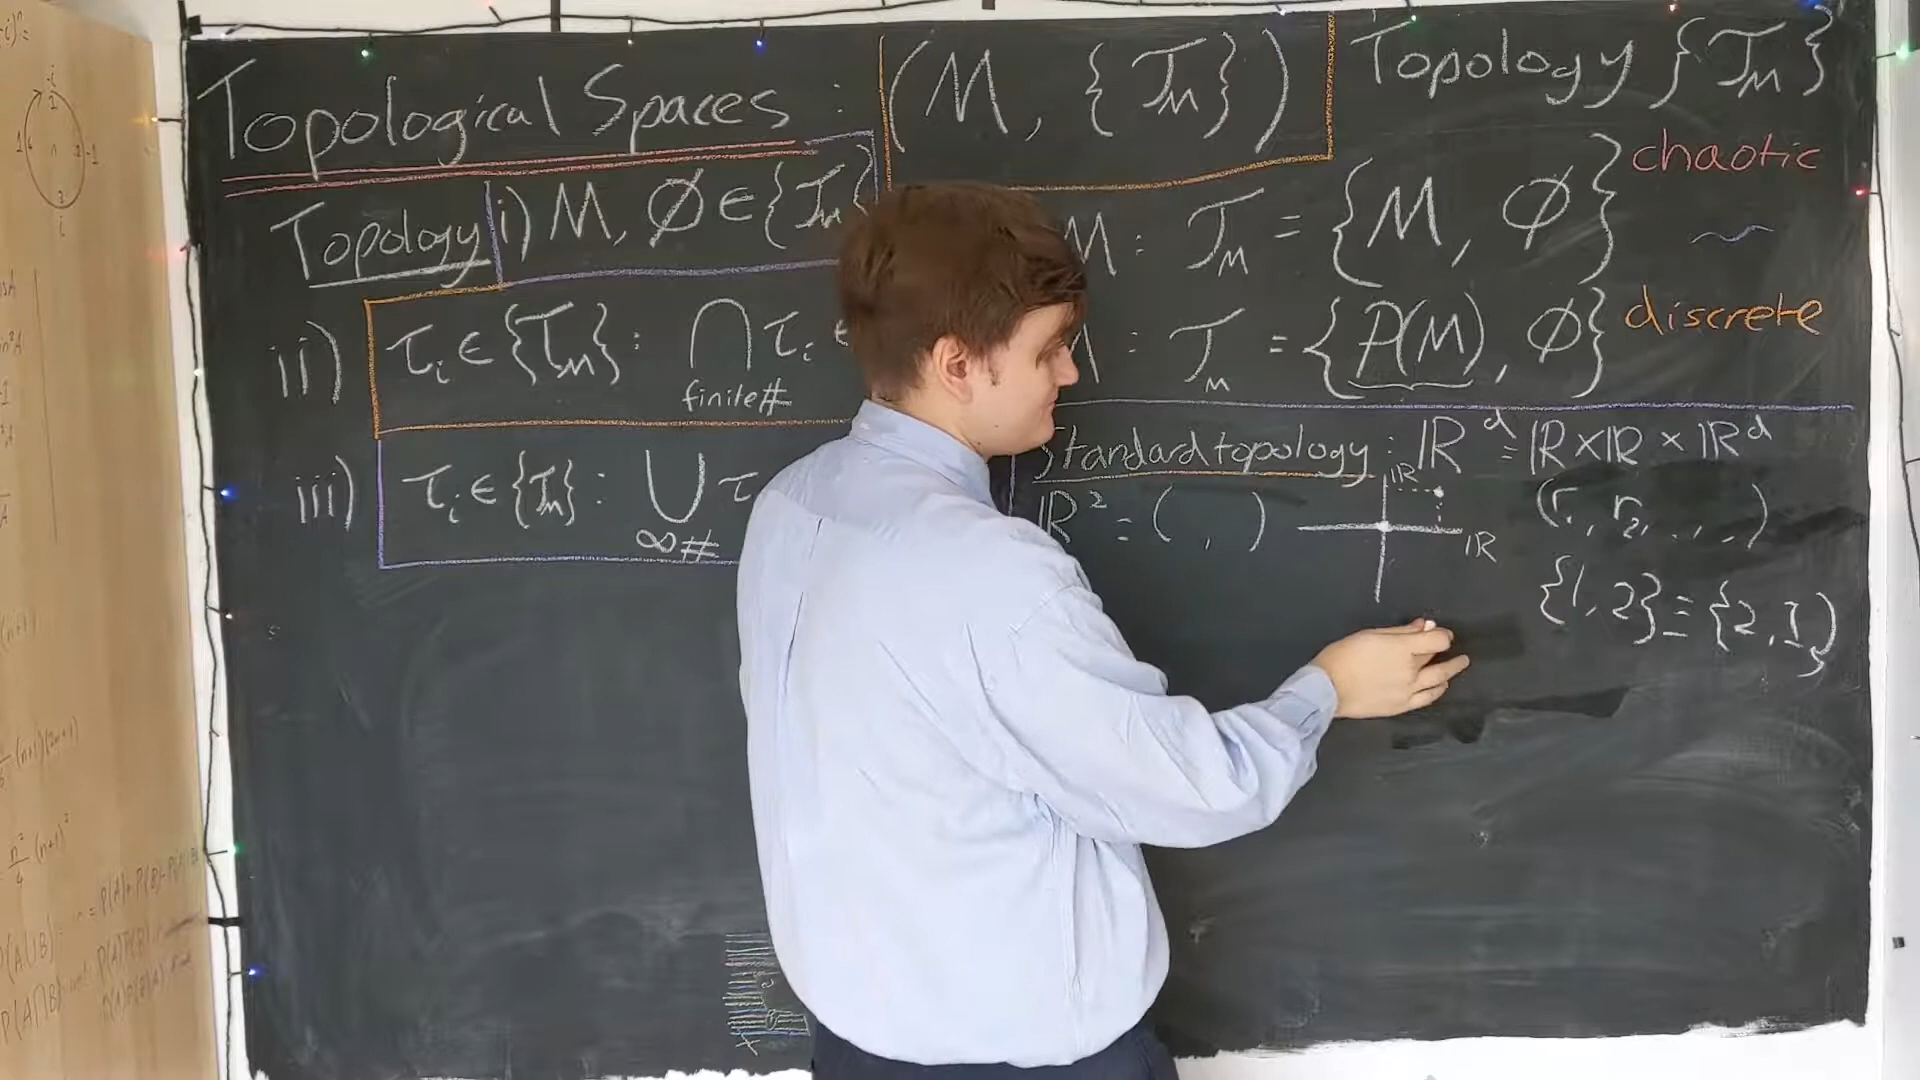 Topological Spaces : (M, {𝒯_M})
Topology {𝒯_M}
Topology i) M, Ø ∈ {𝒯_M}
ii) τ_i ∈ {𝒯_M} : ⋂ τ_i ∈
finite#
iii) τ_i ∈ {𝒯_M} : ⋃ τ
∞#
chaotic
M : 𝒯_M = {M, Ø}
M : 𝒯_M = {P(M), Ø} discrete
Standard topology : ℝ^d = ℝ×ℝ × ℝ^d
ℝ² = ( , )
ℝ
ℝ
(r₁, r₂, . , . )
{1, 2} ≡ {2, 1}